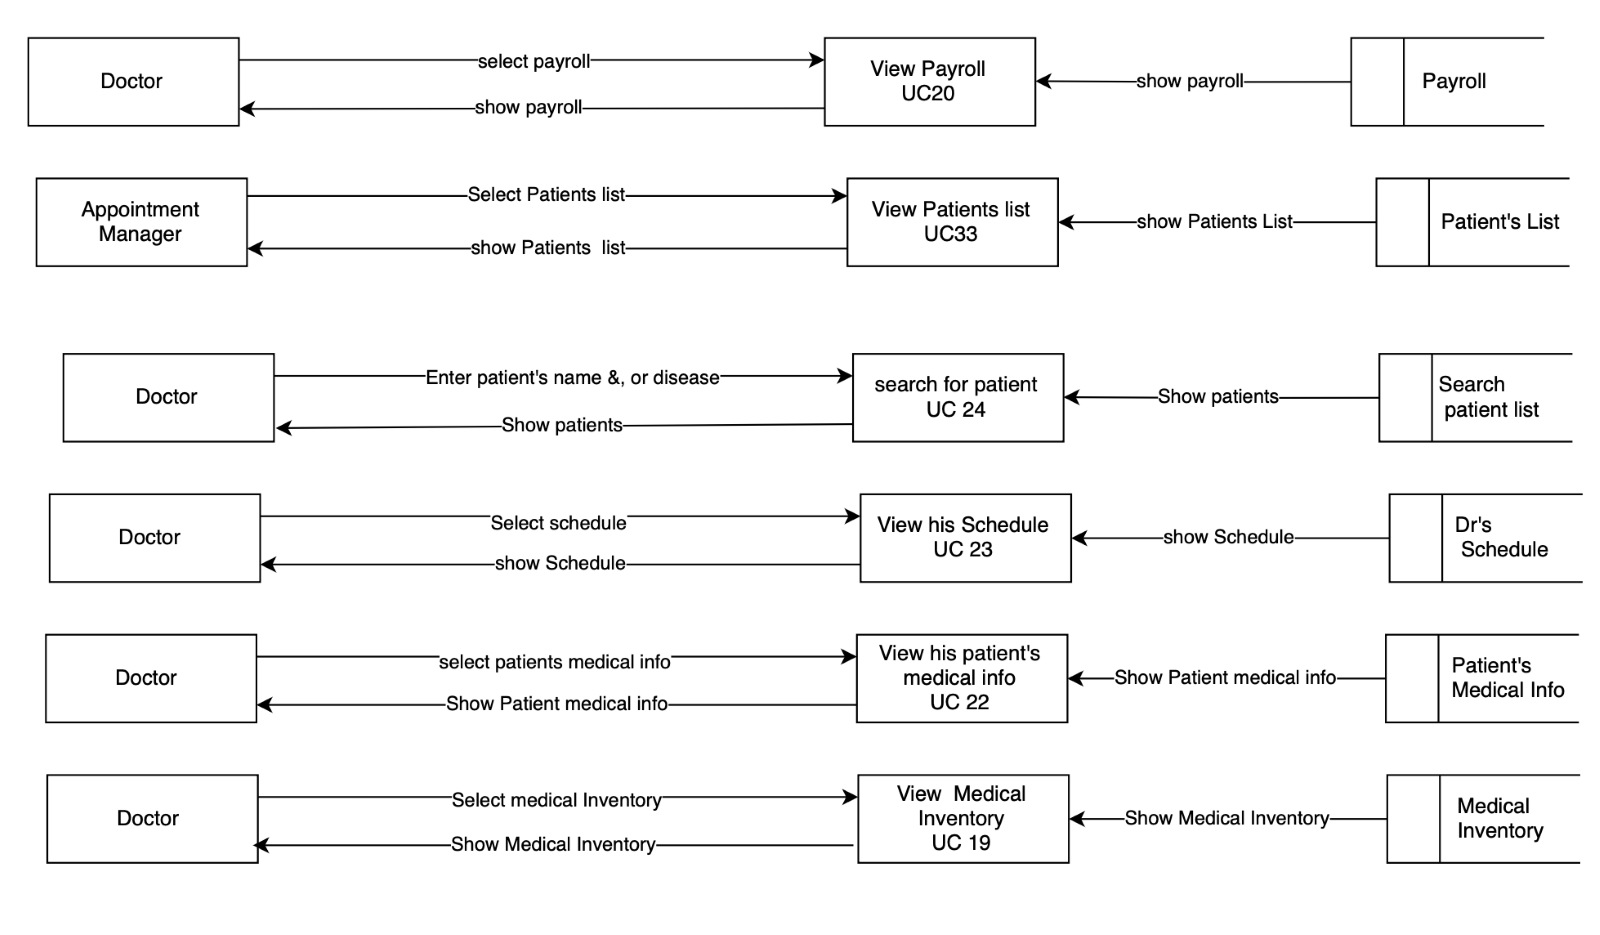 Doctor
select payroll
show payroll
View Payroll
UC20
show payroll
Payroll
Appointment
Manager
Select Patients list
show Patients  list
View Patients list
UC33
show Patients List
Patient's List
Doctor
Enter patient's name &, or disease
Show patients
search for patient
UC 24
Show patients
Search
patient list
Doctor
Select schedule
show Schedule
View his Schedule
UC 23
show Schedule
Dr's
Schedule
Doctor
select patients medical info
Show Patient medical info
View his patient's
medical info
UC 22
Show Patient medical info
Patient's
Medical Info
Doctor
Select medical Inventory
Show Medical Inventory
View  Medical
Inventory
UC 19
Show Medical Inventory
Medical
Inventory